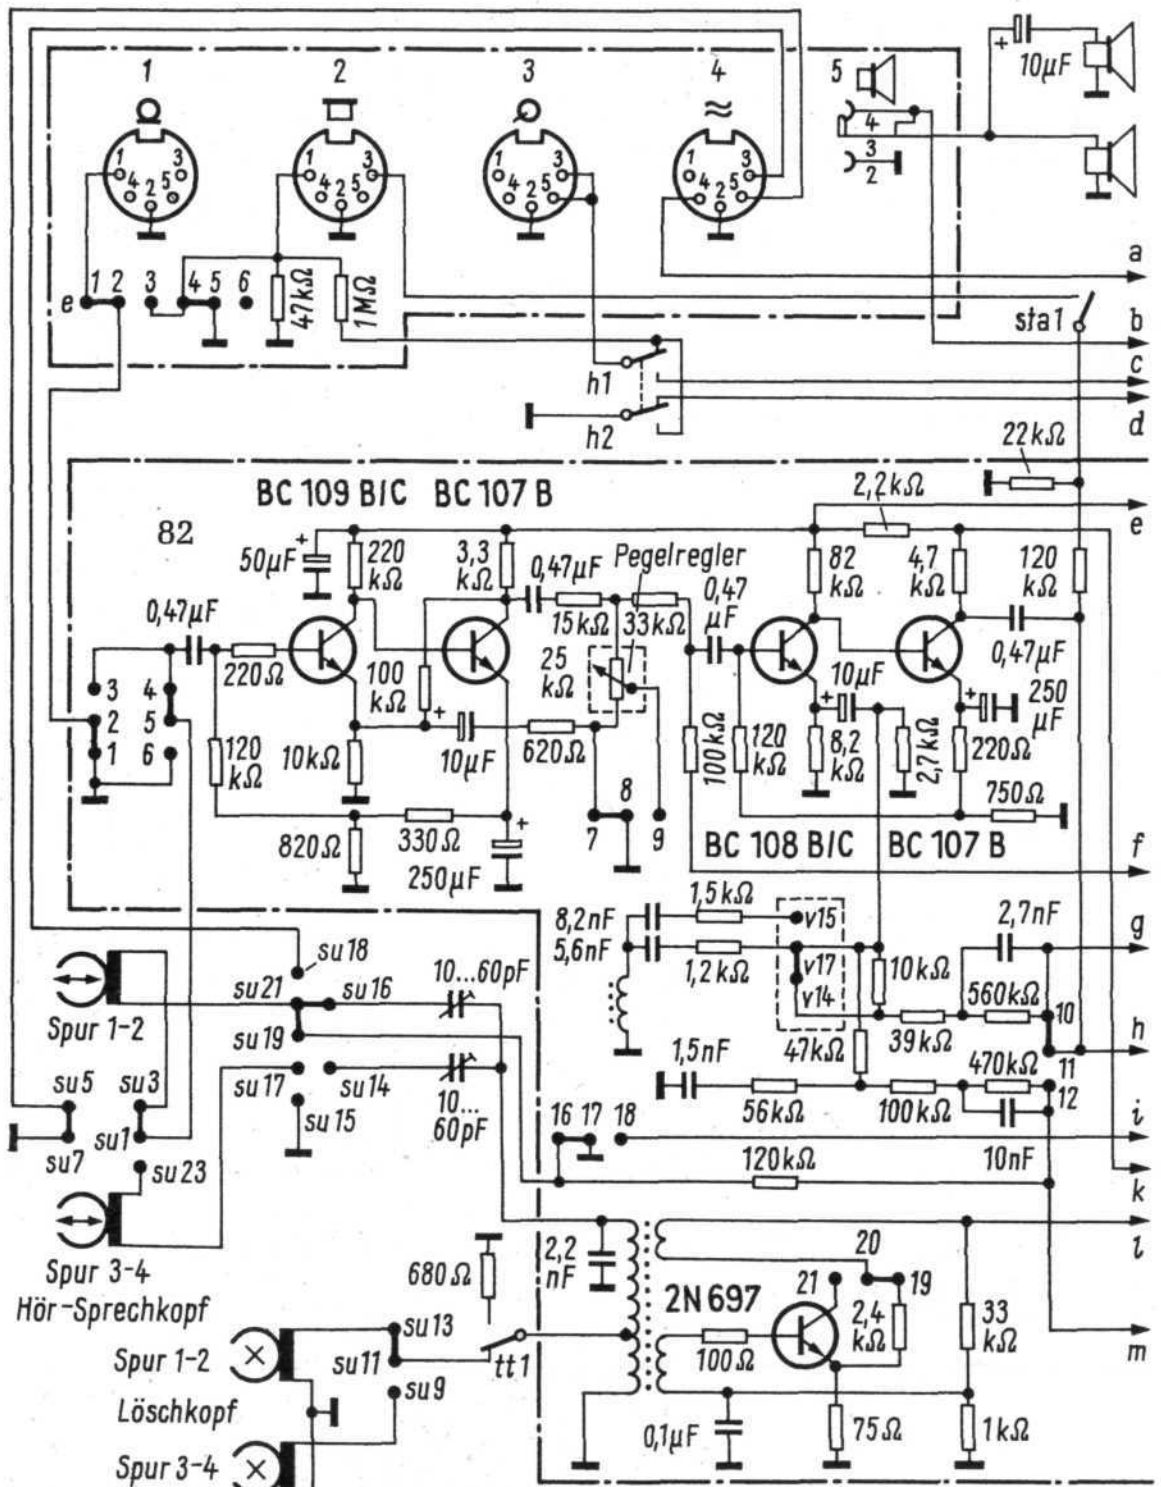 1 2 3 4 5
+ 10µF
4
3
2
1 3 4 2 5
1 3 4 2 5
1 3 4 2 5
1 3 4 2 5
a
e 1 2 3 4 5 6
47kΩ
1MΩ
sta1
b
c
h1
h2
d
22kΩ
BC 109 B/C BC 107 B
2,2kΩ
e
82
+
50µF
220 kΩ
3,3 kΩ
0,47µF
Pegelregler
0,47 µF
82 kΩ
4,7 kΩ
120 kΩ
0,47µF
220Ω
15kΩ
33kΩ
0,47µF
100 kΩ
25 kΩ
10µF
+
+
250 µF
3 4
2 5
1 6
120 kΩ
10kΩ
+
10µF
620Ω
100kΩ
120 kΩ
8,2 kΩ
2,7kΩ
220Ω
750Ω
820Ω
330Ω
+
250µF
7 8 9
BC 108 B/C BC 107 B
f
8,2nF
1,5kΩ
v15
2,7nF
g
5,6nF
1,2kΩ
v17
v14
10kΩ
560kΩ
10
39kΩ
h
su18
10...60pF
su21
su16
Spur 1-2
su19
1,5nF
47kΩ
470kΩ
11
12
su17
su14
56kΩ
100kΩ
su5
su3
10...
60pF
su15
16 17 18
i
su7
su1
su23
120kΩ
10nF
k
Spur 3-4
Hör-Sprechkopf
680Ω
2,2 nF
l
20
21
19
2N 697
2,4 kΩ
33 kΩ
su13
Spur 1-2
su11
tt1
100Ω
m
su9
Löschkopf
0,1µF
75Ω
1kΩ
Spur 3-4